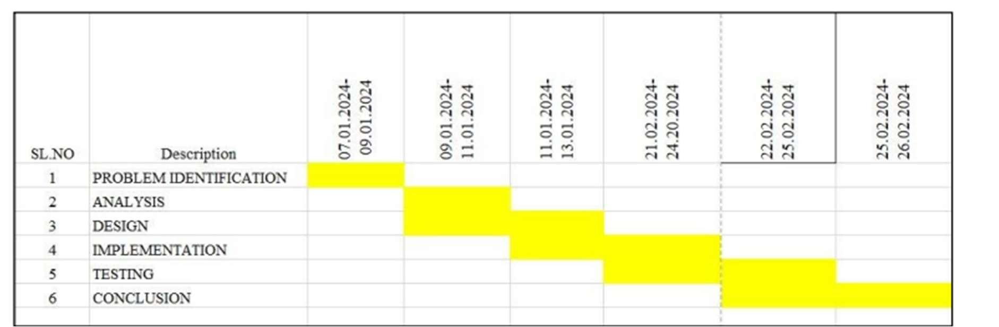 SL.NO Description 07.01.2024- 09.01.2024 09.01.2024- 11.01.2024 11.01.2024- 13.01.2024 21.02.2024- 24.20.2024 22.02.2024- 25.02.2024 25.02.2024- 26.02.2024
1 PROBLEM IDENTIFICATION
2 ANALYSIS
3 DESIGN
4 IMPLEMENTATION
5 TESTING
6 CONCLUSION